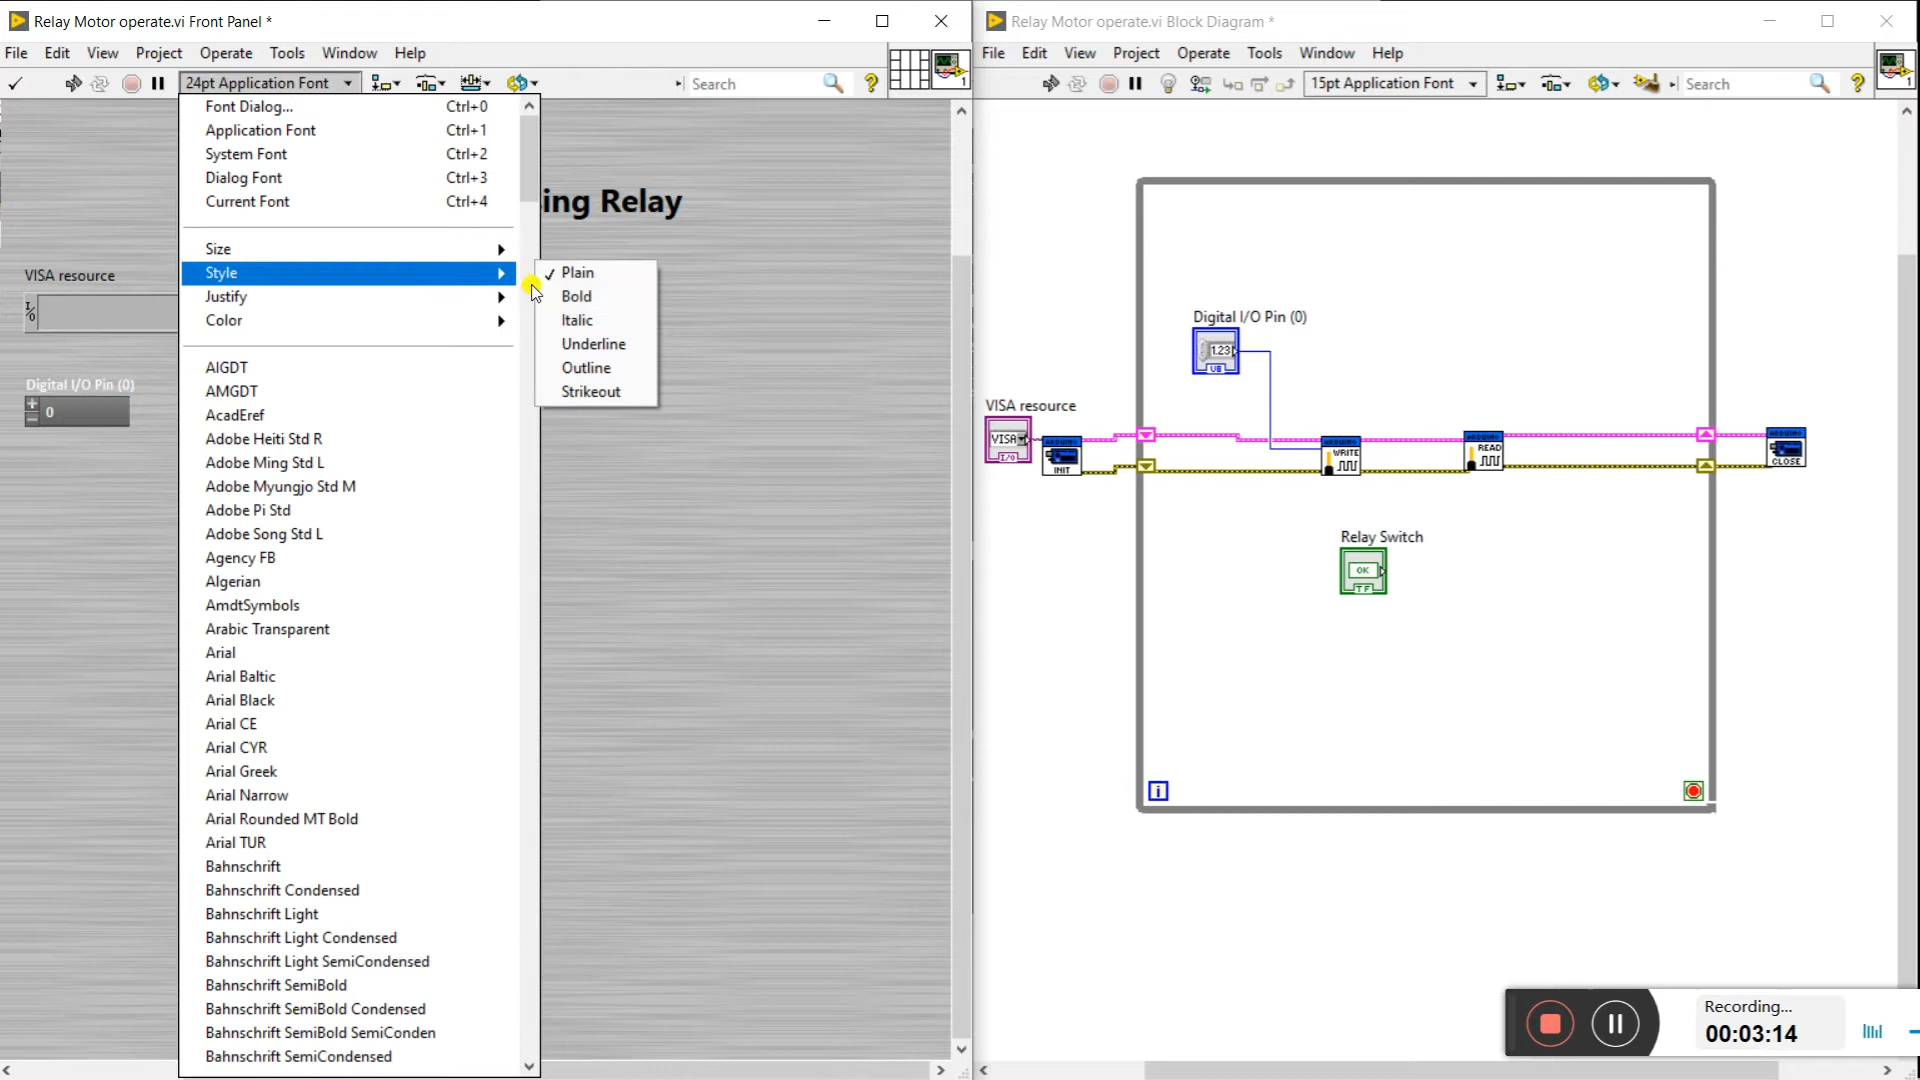 Relay Motor operate.vi Front Panel *
File Edit View Project Operate Tools Window Help
24pt Application Font
Search
?
1
Font Dialog... Ctrl+0
Application Font Ctrl+1
System Font Ctrl+2
Dialog Font Ctrl+3
Current Font Ctrl+4
Size
Style
Justify
Color
AIGDT
AMGDT
AcadEref
Adobe Heiti Std R
Adobe Ming Std L
Adobe Myungjo Std M
Adobe Pi Std
Adobe Song Std L
Agency FB
Algerian
AmdtSymbols
Arabic Transparent
Arial
Arial Baltic
Arial Black
Arial CE
Arial CYR
Arial Greek
Arial Narrow
Arial Rounded MT Bold
Arial TUR
Bahnschrift
Bahnschrift Condensed
Bahnschrift Light
Bahnschrift Light Condensed
Bahnschrift Light SemiCondensed
Bahnschrift SemiBold
Bahnschrift SemiBold Condensed
Bahnschrift SemiBold SemiConden
Bahnschrift SemiCondensed
Plain
Bold
Italic
Underline
Outline
Strikeout
ing Relay
VISA resource
I/O
Digital I/O Pin (0)
0
Relay Motor operate.vi Block Diagram *
File Edit View Project Operate Tools Window Help
15pt Application Font
Search
?
1
Digital I/O Pin (0)
1.23
U8
VISA resource
VISA
I/O
ARDUINO
INIT
ARDUINO
WRITE
ARDUINO
READ
ARDUINO
CLOSE
Relay Switch
OK
TF
i
Recording...
00:03:14